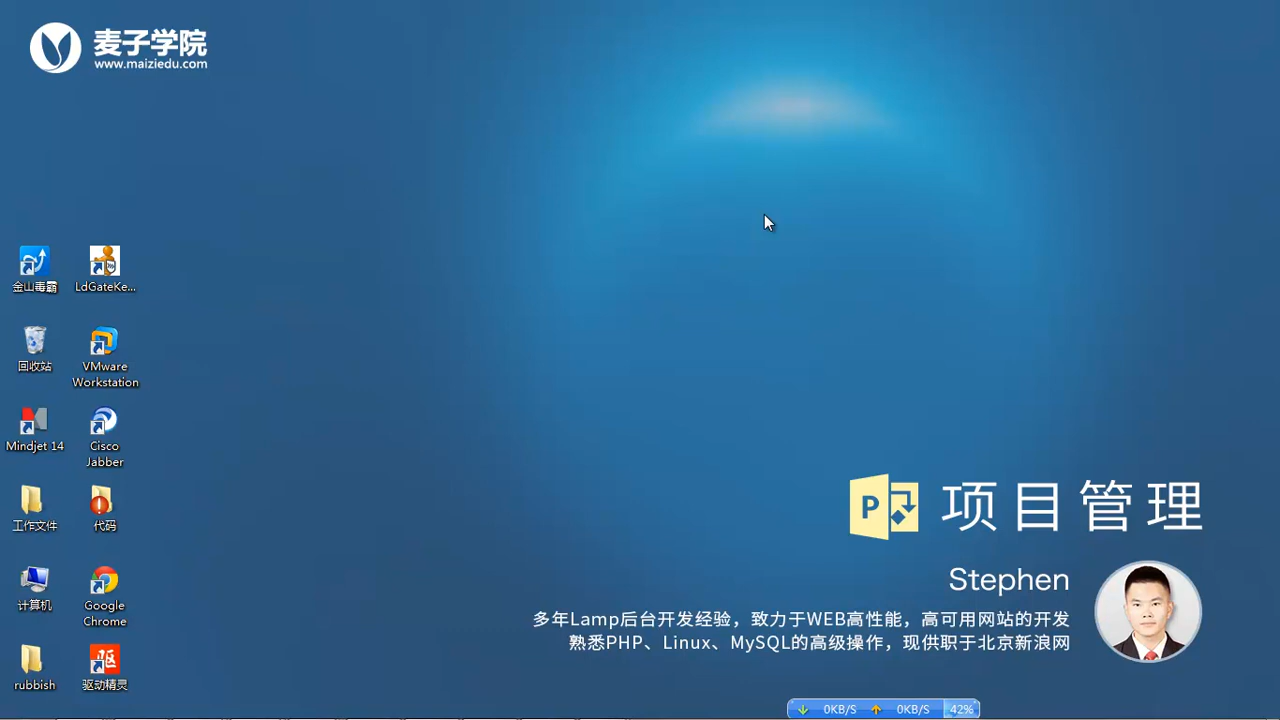 麦子学院
www.maiziedu.com
金山毒霸
LdGateKe...
回收站
VMware
Workstation
Mindjet 14
Cisco
Jabber
工作文件
代码
计算机
Google
Chrome
rubbish
驱
驱动精灵
P
项目管理
Stephen
多年Lamp后台开发经验，致力于WEB高性能，高可用网站的开发
熟悉PHP、Linux、MySQL的高级操作，现供职于北京新浪网
0KB/S 0KB/S 42%